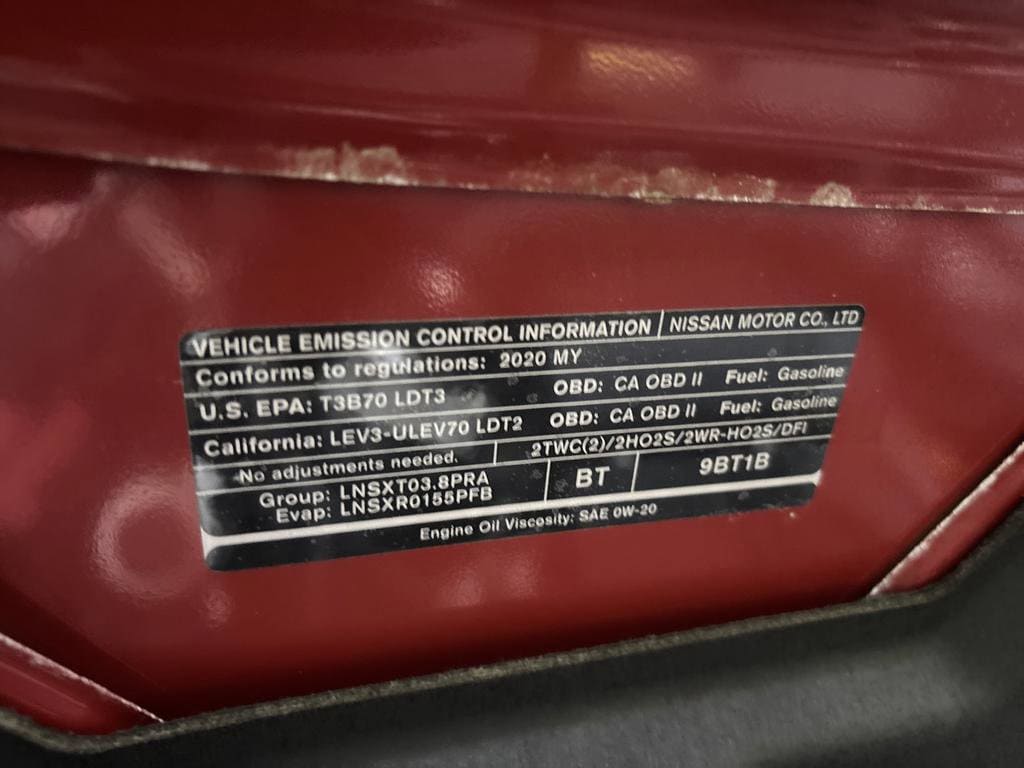 VEHICLE EMISSION CONTROL INFORMATION NISSAN MOTOR CO., LTD
Conforms to regulations: 2020 MY
U.S. EPA: T3B70 LDT3 OBD: CA OBD II Fuel: Gasoline
California: LEV3-ULEV70 LDT2 OBD: CA OBD II Fuel: Gasoline
No adjustments needed. 2TWC(2)/2HO2S/2WR-HO2S/DFI
Group: LNSXT03.8PRA BT 9BT1B
Evap: LNSXR0155PFB
Engine Oil Viscosity: SAE 0W-20